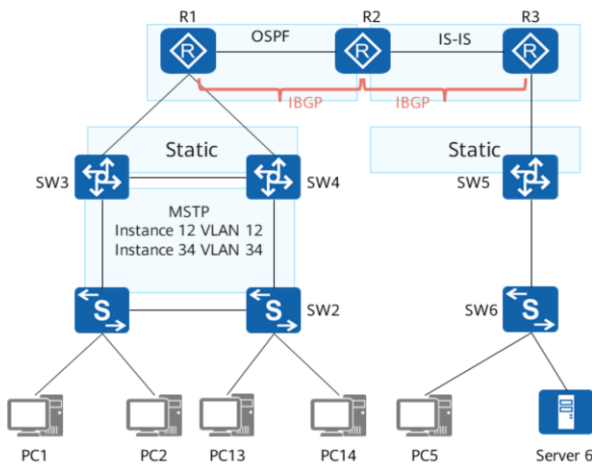 R1
R2
R3
OSPF
IS-IS
R
R
R
IBGP
IBGP
Static
Static
SW3
SW4
SW5
MSTP
Instance 12 VLAN 12
Instance 34 VLAN 34
S
S
SW2
SW6
S
PC1
PC2
PC13
PC14
PC5
Server 6